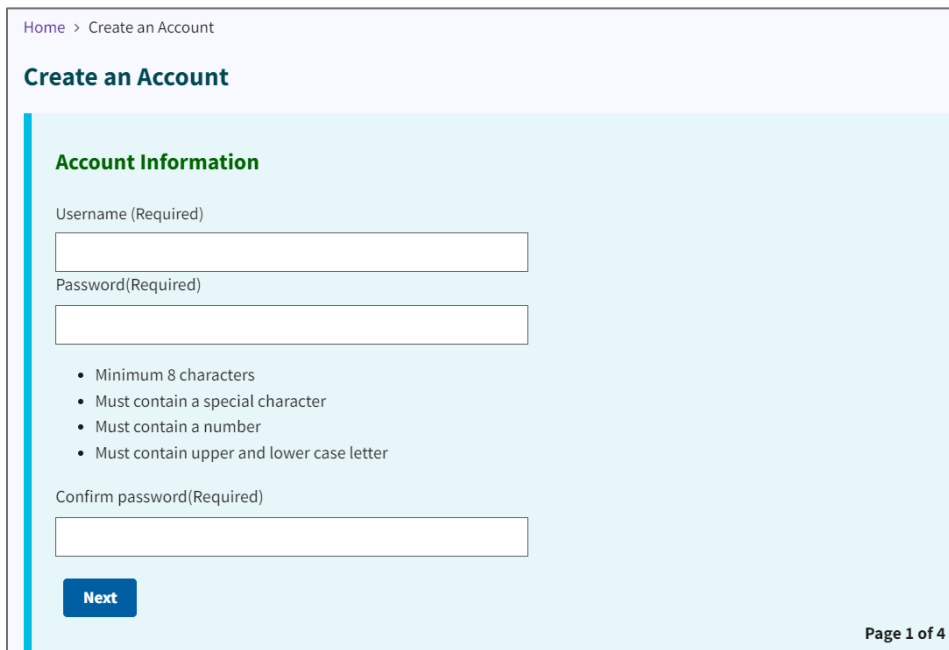 Home > Create an Account
Create an Account
Account Information
Username (Required)
Password(Required)
• Minimum 8 characters
• Must contain a special character
• Must contain a number
• Must contain upper and lower case letter
Confirm password(Required)
Next
Page 1 of 4